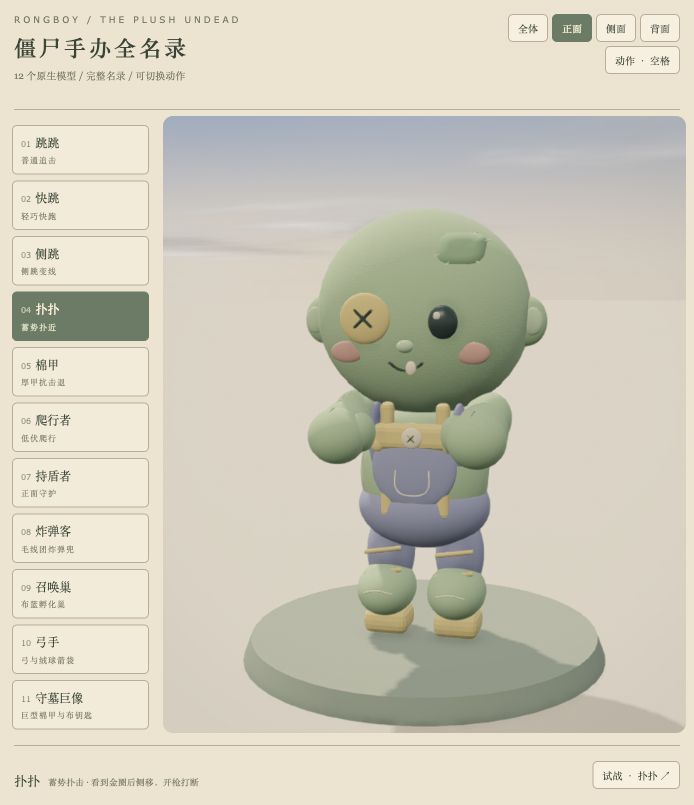 RONGBOY / THE PLUSH UNDEAD
僵尸手办全名录
12 个原生模型 / 完整名录 / 可切换动作
全体
正面
侧面
背面
动作 · 空格
01 跳跳
普通追击
02 快跳
轻巧快跑
03 侧跳
侧跳变线
04 扑扑
蓄势扑近
05 棉甲
厚甲抗击退
06 爬行者
低伏爬行
07 持盾者
正面守护
08 炸弹客
毛线团炸弹兜
09 召唤巢
布篮孵化巢
10 弓手
弓与绒球箭袋
11 守墓巨像
巨型棉甲与布钥匙
扑扑 蓄势扑击 · 看到金圈后侧移，开枪打断
试战 · 扑扑 ↗